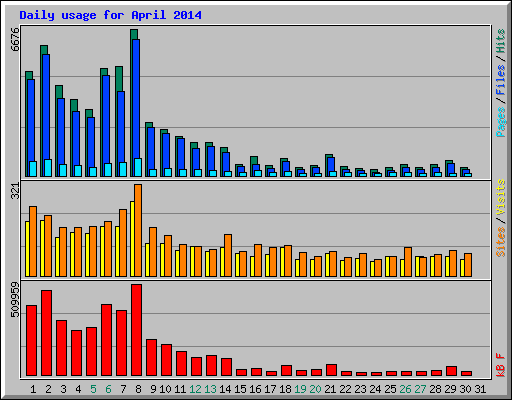 Daily usage for April 2014
6676
Pages/Files/Hits
321
Sites/Visits
509959
kB F
1 2 3 4 5 6 7 8 9 10 11 12 13 14 15 16 17 18 19 20 21 22 23 24 25 26 27 28 29 30 31